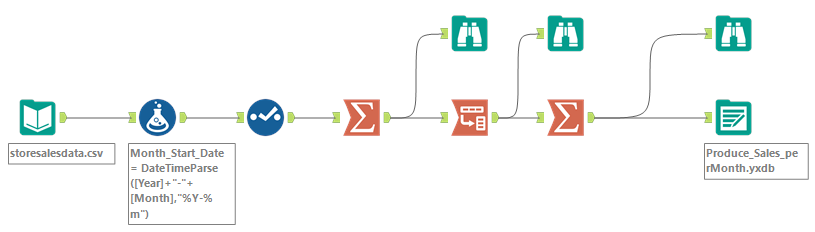 storesalesdata.csv
Month_Start_Date
= DateTimeParse
([Year]+"-"+
[Month],"%Y-%
m")
Produce_Sales_pe
rMonth.yxdb